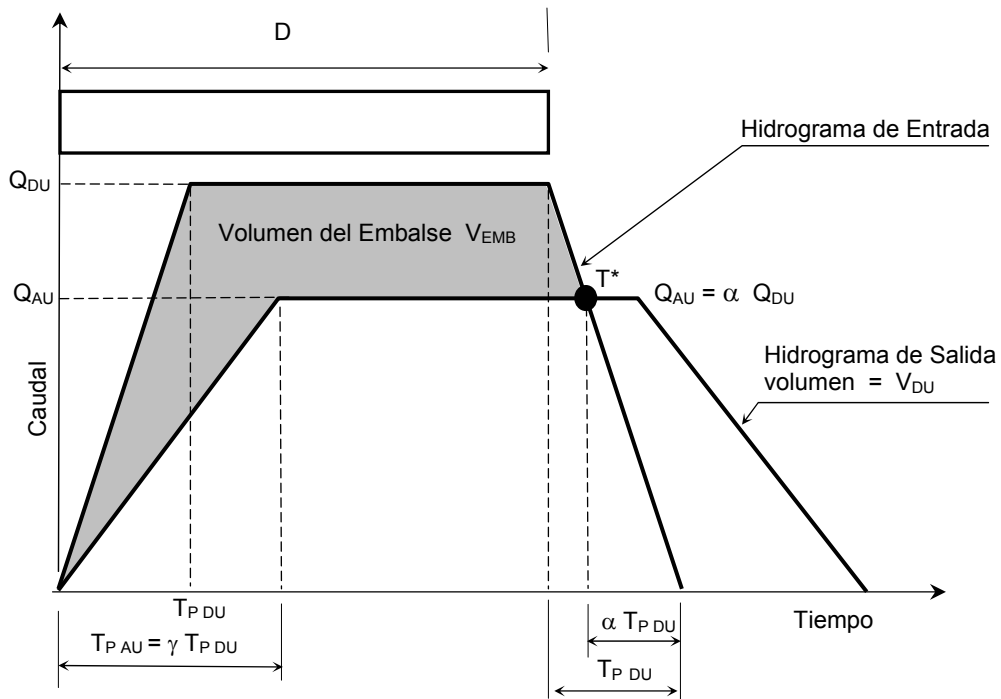 D
Hidrograma de Entrada
Q_DU
Volumen del Embalse V_EMB
T*
Q_AU
Q_AU = α Q_DU
Hidrograma de Salida
volumen = V_DU
Caudal
T_P DU
Tiempo
T_P AU = γ T_P DU
α T_P DU
T_P DU